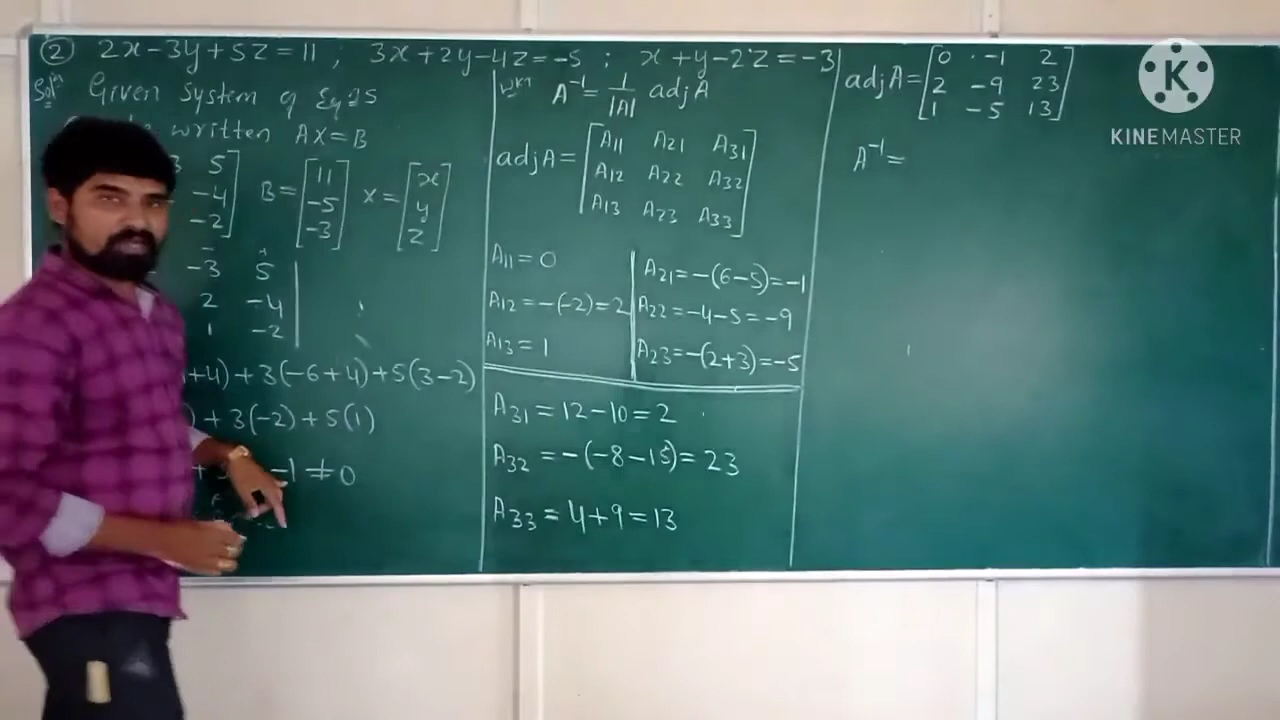 ② 2x-3y+5z=11 ; 3x+2y-4z=-5 ; x+y-2z=-3
Sol: Given System of Eq:s
written AX=B
3 5
-4 B= [11 -5 -3] X= [x y z]
-2
-3 5
2 -4
1 -2
+4)+3(-6+4)+5(3-2)
)+3(-2)+5(1)
-1≠0
WKT A⁻¹= 1/|A| adjA
adjA= [A11 A21 A31
A12 A22 A32
A13 A23 A33]
A11=0
A12=-(-2)=2
A13=1
A21=-(6-5)=-1
A22=-4-5=-9
A23=-(2+3)=-5
A31=12-10=2
A32=-(-8-15)=23
A33=4+9=13
adjA= [0 -1 2
2 -9 23
1 -5 13]
A⁻¹=
K
KINEMASTER